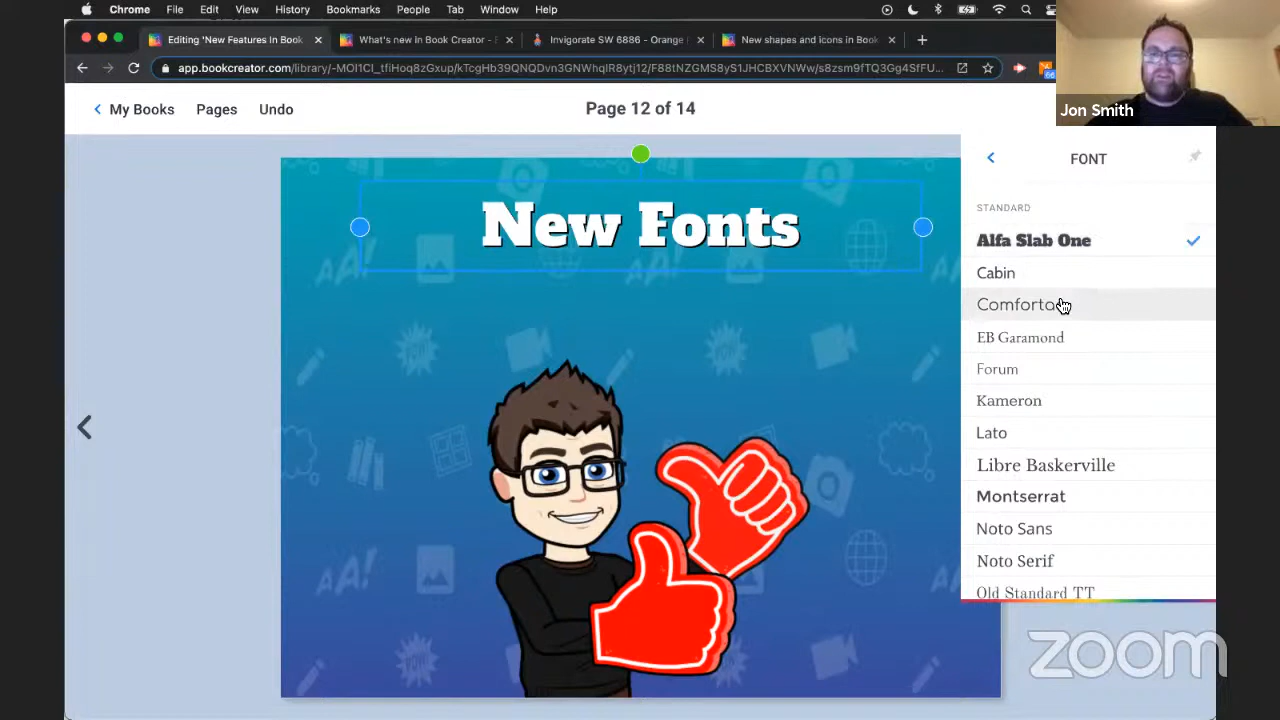 Chrome File Edit View History Bookmarks People Tab Window Help
Editing 'New Features In Book
What's new in Book Creator - E
Invigorate SW 6886 - Orange P
New shapes and icons in Book C
My Books Pages Undo
Page 12 of 14
Jon Smith
FONT
STANDARD
New Fonts
Alfa Slab One
Cabin
Comforta
EB Garamond
Forum
Kameron
Lato
Libre Baskerville
Montserrat
Noto Sans
Noto Serif
Old Standard TT
zoom